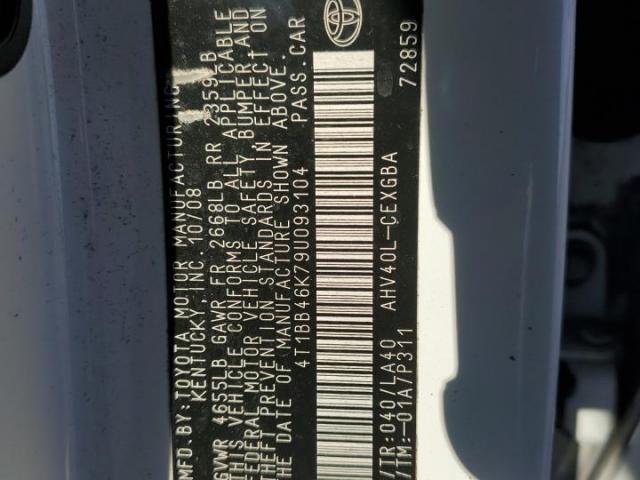 MFD. BY: TOYOTA MOTOR MANUFACTURING
KENTUCKY, INC. 10/08
GVWR 4655LB GAWR FR 2668LB RR 2359LB
THIS VEHICLE CONFORMS TO ALL APPLICABLE
FEDERAL MOTOR VEHICLE SAFETY, BUMPER AND
THEFT PREVENTION STANDARDS IN EFFECT ON
THE DATE OF MANUFACTURE SHOWN ABOVE.
4T1BB46K79U093104 PASS.CAR
C/TR:040/LA40 AHV40L-CEXGBA
A/TM:-01A/P311 72859